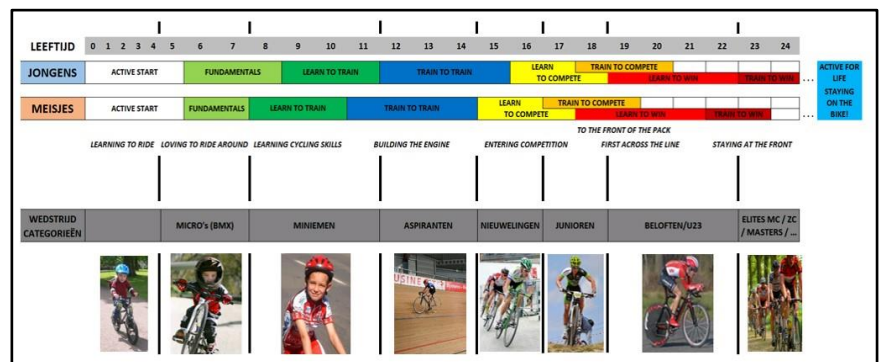 LEEFTIJD 0 1 2 3 4 5 6 7 8 9 10 11 12 13 14 15 16 17 18 19 20 21 22 23 24
JONGENS ACTIVE START FUNDAMENTALS LEARN TO TRAIN TRAIN TO TRAIN LEARN TRAIN TO COMPETE
TO COMPETE LEARN TO WIN TRAIN TO WIN ...
MEISJES ACTIVE START FUNDAMENTALS LEARN TO TRAIN TRAIN TO TRAIN LEARN TRAIN TO COMPETE
TO COMPETE LEARN TO WIN TRAIN TO WIN ...
ACTIVE FOR
LIFE
STAYING
ON THE
BIKE!
TO THE FRONT OF THE PACK
LEARNING TO RIDE LOVING TO RIDE AROUND LEARNING CYCLING SKILLS BUILDING THE ENGINE ENTERING COMPETITION FIRST ACROSS THE LINE STAYING AT THE FRONT
WEDSTRIJD
CATEGORIEËN
MICRO's (BMX) MINIEMEN ASPIRANTEN NIEUWELINGEN JUNIOREN BELOFTEN/U23
ELITES MC / ZC
/ MASTERS / ...